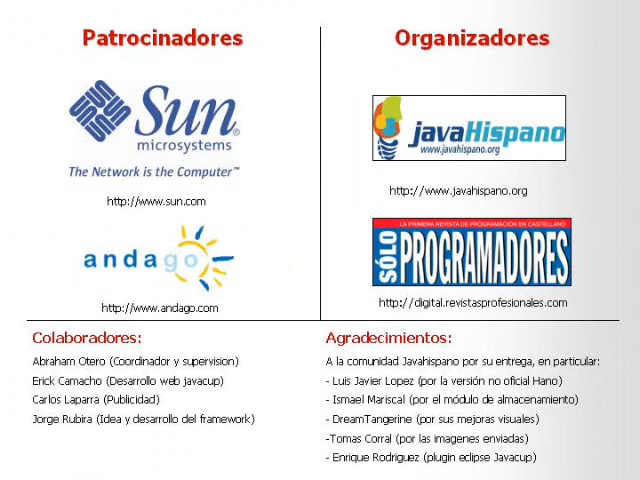 Patrocinadores
Sun
microsystems
The Network is the Computer™
http://www.sun.com
andago
http://www.andago.com
Organizadores
javaHispano
www.javahispano.org
http://www.javahispano.org
LA PRIMERA REVISTA DE PROGRAMACIÓN EN CASTELLANO
SÓLO
PROGRAMADORES
http://digital.revistasprofesionales.com
Colaboradores:
Abraham Otero (Coordinador y supervision)
Erick Camacho (Desarrollo web javacup)
Carlos Laparra (Publicidad)
Jorge Rubira (Idea y desarrollo del framework)
Agradecimientos:
A la comunidad Javahispano por su entrega, en particular:
- Luis Javier Lopez (por la versión no oficial Hano)
- Ismael Mariscal (por el módulo de almacenamiento)
- DreamTangerine (por sus mejoras visuales)
-Tomas Corral (por las imagenes enviadas)
- Enrique Rodriguez (plugin eclipse Javacup)